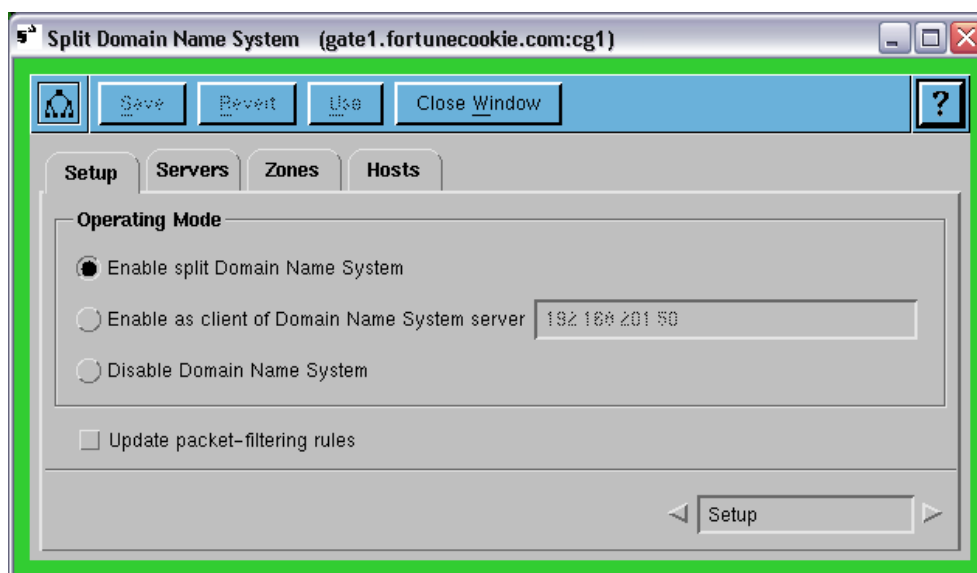 Split Domain Name System (gate1.fortunecookie.com:cg1)
Save Revert Use Close Window ?
Setup Servers Zones Hosts
Operating Mode
Enable split Domain Name System
Enable as client of Domain Name System server 192.168.201.50
Disable Domain Name System
Update packet-filtering rules
Setup